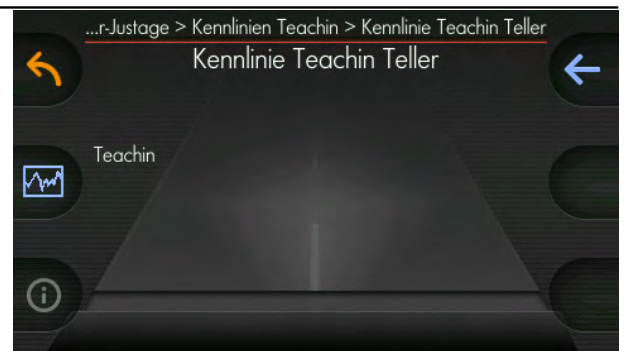 ...r-Justage > Kennlinien Teachin > Kennlinie Teachin Teller
Kennlinie Teachin Teller
Teachin